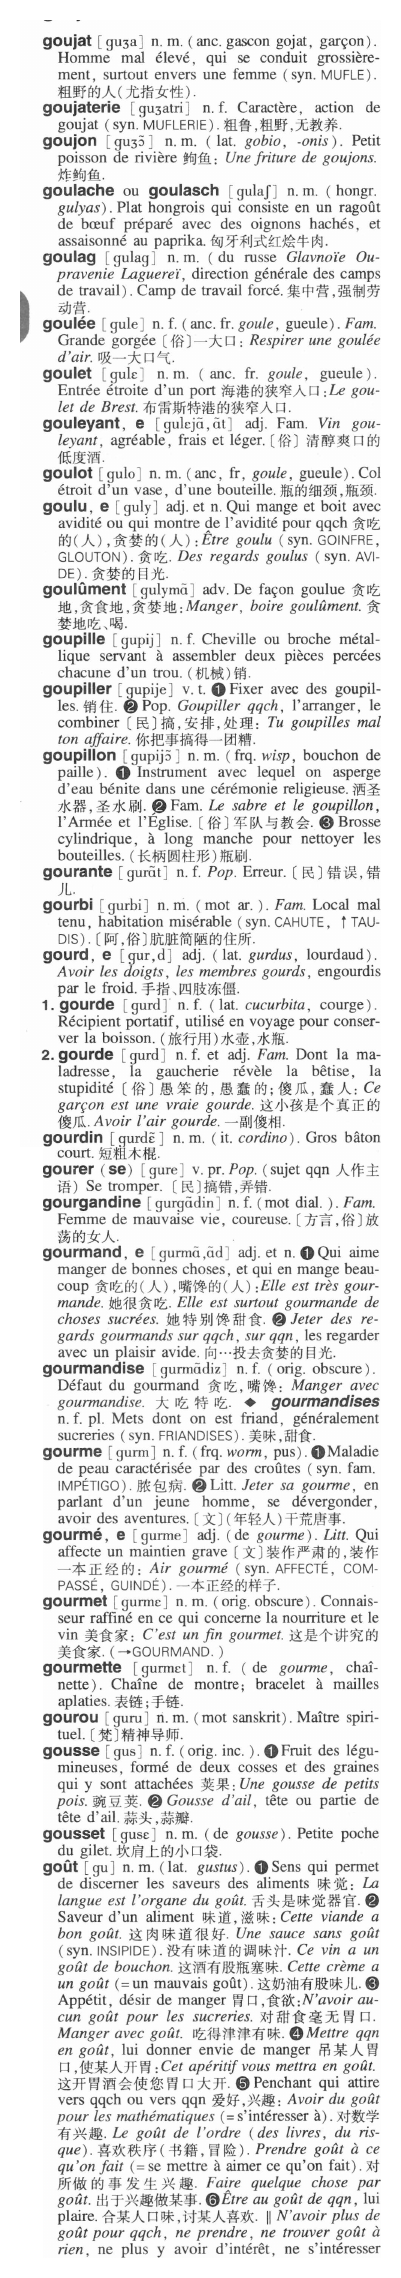 goujat [guʒa] n. m. (anc. gascon gojat, garçon).
Homme mal élevé, qui se conduit grossière-
ment, surtout envers une femme (syn. MUFLE).
粗野的人(尤指女性).
goujaterie [guʒatri] n. f. Caractère, action de
goujat (syn. MUFLERIE). 粗鲁,粗野,无教养.
goujon [guʒɔ̃] n. m. (lat. gobio, -onis). Petit
poisson de rivière 鮈鱼: Une friture de goujons.
炸鮈鱼.
goulache ou goulasch [gulaʃ] n. m. (hongr.
gulyas). Plat hongrois qui consiste en un ragoût
de bœuf préparé avec des oignons hachés, et
assaisonné au paprika. 匈牙利式红烩牛肉.
goulag [gulag] n. m. (du russe Glavnoïe Ou-
pravenie Laguereï, direction générale des camps
de travail). Camp de travail forcé. 集中营,强制劳
动营.
goulée [gule] n. f. (anc. fr. goule, gueule). Fam.
Grande gorgée〔俗〕一大口: Respirer une goulée
d'air. 吸一大口气.
goulet [gulɛ] n. m. (anc. fr. goule, gueule).
Entrée étroite d'un port 海港的狭窄入口:Le gou-
let de Brest. 布雷斯特港的狭窄入口.
gouleyant, e [gulejɑ̃,ɑ̃t] adj. Fam. Vin gou-
leyant, agréable, frais et léger.〔俗〕清醇爽口的
低度酒.
goulot [gulo] n. m. (anc, fr, goule, gueule). Col
étroit d'un vase, d'une bouteille. 瓶的细颈,瓶颈.
goulu, e [guly] adj. et n. Qui mange et boit avec
avidité ou qui montre de l'avidité pour qqch 贪吃
的(人),贪婪的(人):Être goulu (syn. GOINFRE,
GLOUTON). 贪吃. Des regards goulus (syn. AVI-
DE). 贪婪的目光.
goulûment [gulymɑ̃] adv. De façon goulue 贪吃
地,贪食地,贪婪地:Manger, boire goulûment. 贪
婪地吃、喝.
goupille [gupij] n. f. Cheville ou broche métal-
lique servant à assembler deux pièces percées
chacune d'un trou. (机械)销.
goupiller [gupije] v. t. ❶ Fixer avec des goupil-
les. 销住. ❷ Pop. Goupiller qqch, l'arranger, le
combiner〔民〕搞,安排,处理: Tu goupilles mal
ton affaire. 你把事搞得一团糟.
goupillon [gupijɔ̃] n. m. (frq. wisp, bouchon de
paille). ❶ Instrument avec lequel on asperge
d'eau bénite dans une cérémonie religieuse. 洒圣
水器,圣水刷. ❷ Fam. Le sabre et le goupillon,
l'Armée et l'Église.〔俗〕军队与教会. ❸ Brosse
cylindrique, à long manche pour nettoyer les
bouteilles. (长柄圆柱形)瓶刷.
gourante [gurɑ̃t] n. f. Pop. Erreur.〔民〕错误,错
儿.
gourbi [gurbi] n. m. (mot ar.). Fam. Local mal
tenu, habitation misérable (syn. CAHUTE, ↑TAU-
DIS).〔阿,俗〕肮脏简陋的住所.
gourd, e [gur,d] adj. (lat. gurdus, lourdaud).
Avoir les doigts, les membres gourds, engourdis
par le froid. 手指、四肢冻僵.
1. gourde [gurd] n. f. (lat. cucurbita, courge).
Récipient portatif, utilisé en voyage pour conser-
ver la boisson. (旅行用)水壶,水瓶.
2. gourde [gurd] n. f. et adj. Fam. Dont la ma-
ladresse, la gaucherie révèle la bêtise, la
stupidité〔俗〕愚笨的,愚蠢的;傻瓜,蠢人: Ce
garçon est une vraie gourde. 这小孩是个真正的
傻瓜. Avoir l'air gourde. 一副傻相.
gourdin [gurdɛ̃] n. m. (it. cordino). Gros bâton
court. 短粗木棍.
gourer (se) [gure] v. pr. Pop. (sujet qqn 人作主
语) Se tromper.〔民〕搞错,弄错.
gourgandine [gurgɑ̃din] n. f. (mot dial.). Fam.
Femme de mauvaise vie, coureuse.〔方言,俗〕放
荡的女人.
gourmand, e [gurmɑ̃,ɑ̃d] adj. et n. ❶Qui aime
manger de bonnes choses, et qui en mange beau-
coup 贪吃的(人),嘴馋的(人):Elle est très gour-
mande. 她很贪吃. Elle est surtout gourmande de
choses sucrées. 她特别馋甜食. ❷ Jeter des re-
gards gourmands sur qqch, sur qqn, les regarder
avec un plaisir avide. 向…投去贪婪的目光.
gourmandise [gurmɑ̃diz] n. f. (orig. obscure).
Défaut du gourmand 贪吃,嘴馋: Manger avec
gourmandise. 大吃特吃. ◆ gourmandises
n. f. pl. Mets dont on est friand, généralement
sucreries (syn. FRIANDISES). 美味,甜食.
gourme [gurm] n. f. (frq. worm, pus). ❶Maladie
de peau caractérisée par des croûtes (syn. fam.
IMPÉTIGO). 脓包病. ❷ Litt. Jeter sa gourme, en
parlant d'un jeune homme, se dévergonder,
avoir des aventures.〔文〕(年轻人)干荒唐事.
gourmé, e [gurme] adj. (de gourme). Litt. Qui
affecte un maintien grave〔文〕装作严肃的,装作
一本正经的: Air gourmé (syn. AFFECTÉ, COM-
PASSÉ, GUINDÉ). 一本正经的样子.
gourmet [gurmɛ] n. m. (orig. obscure). Connais-
seur raffiné en ce qui concerne la nourriture et le
vin 美食家: C'est un fin gourmet. 这是个讲究的
美食家. (→GOURMAND.)
gourmette [gurmɛt] n. f. (de gourme, chaî-
nette). Chaîne de montre; bracelet à mailles
aplaties. 表链;手链.
gourou [guru] n. m. (mot sanskrit). Maître spiri-
tuel.〔梵〕精神导师.
gousse [gus] n. f. (orig. inc.). ❶Fruit des légu-
mineuses, formé de deux cosses et des graines
qui y sont attachées 荚果: Une gousse de petits
pois. 豌豆荚. ❷ Gousse d'ail, tête ou partie de
tête d'ail. 蒜头,蒜瓣.
gousset [gusɛ] n. m. (de gousse). Petite poche
du gilet. 坎肩上的小口袋.
goût [gu] n. m. (lat. gustus). ❶ Sens qui permet
de discerner les saveurs des aliments 味觉: La
langue est l'organe du goût. 舌头是味觉器官. ❷
Saveur d'un aliment 味道,滋味: Cette viande a
bon goût. 这肉味道很好. Une sauce sans goût
(syn. INSIPIDE). 没有味道的调味汁. Ce vin a un
goût de bouchon. 这酒有股瓶塞味. Cette crème a
un goût (= un mauvais goût). 这奶油有股味儿. ❸
Appétit, désir de manger 胃口,食欲:N'avoir au-
cun goût pour les sucreries. 对甜食毫无胃口.
Manger avec goût. 吃得津津有味. ❹Mettre qqn
en goût, lui donner envie de manger 吊某人胃
口,使某人开胃:Cet apéritif vous mettra en goût.
这开胃酒会使您胃口大开. ❺ Penchant qui attire
vers qqch ou vers qqn 爱好,兴趣: Avoir du goût
pour les mathématiques (= s'intéresser à). 对数学
有兴趣. Le goût de l'ordre (des livres, du ris-
que). 喜欢秩序(书籍,冒险). Prendre goût à ce
qu'on fait (= se mettre à aimer ce qu'on fait). 对
所做的事发生兴趣. Faire quelque chose par
goût. 出于兴趣做某事. ❻Être au goût de qqn, lui
plaire. 合某人口味,讨某人喜欢. ‖ N'avoir plus de
goût pour qqch, ne prendre, ne trouver goût à
rien, ne plus y avoir d'intérêt, ne s'intéresser